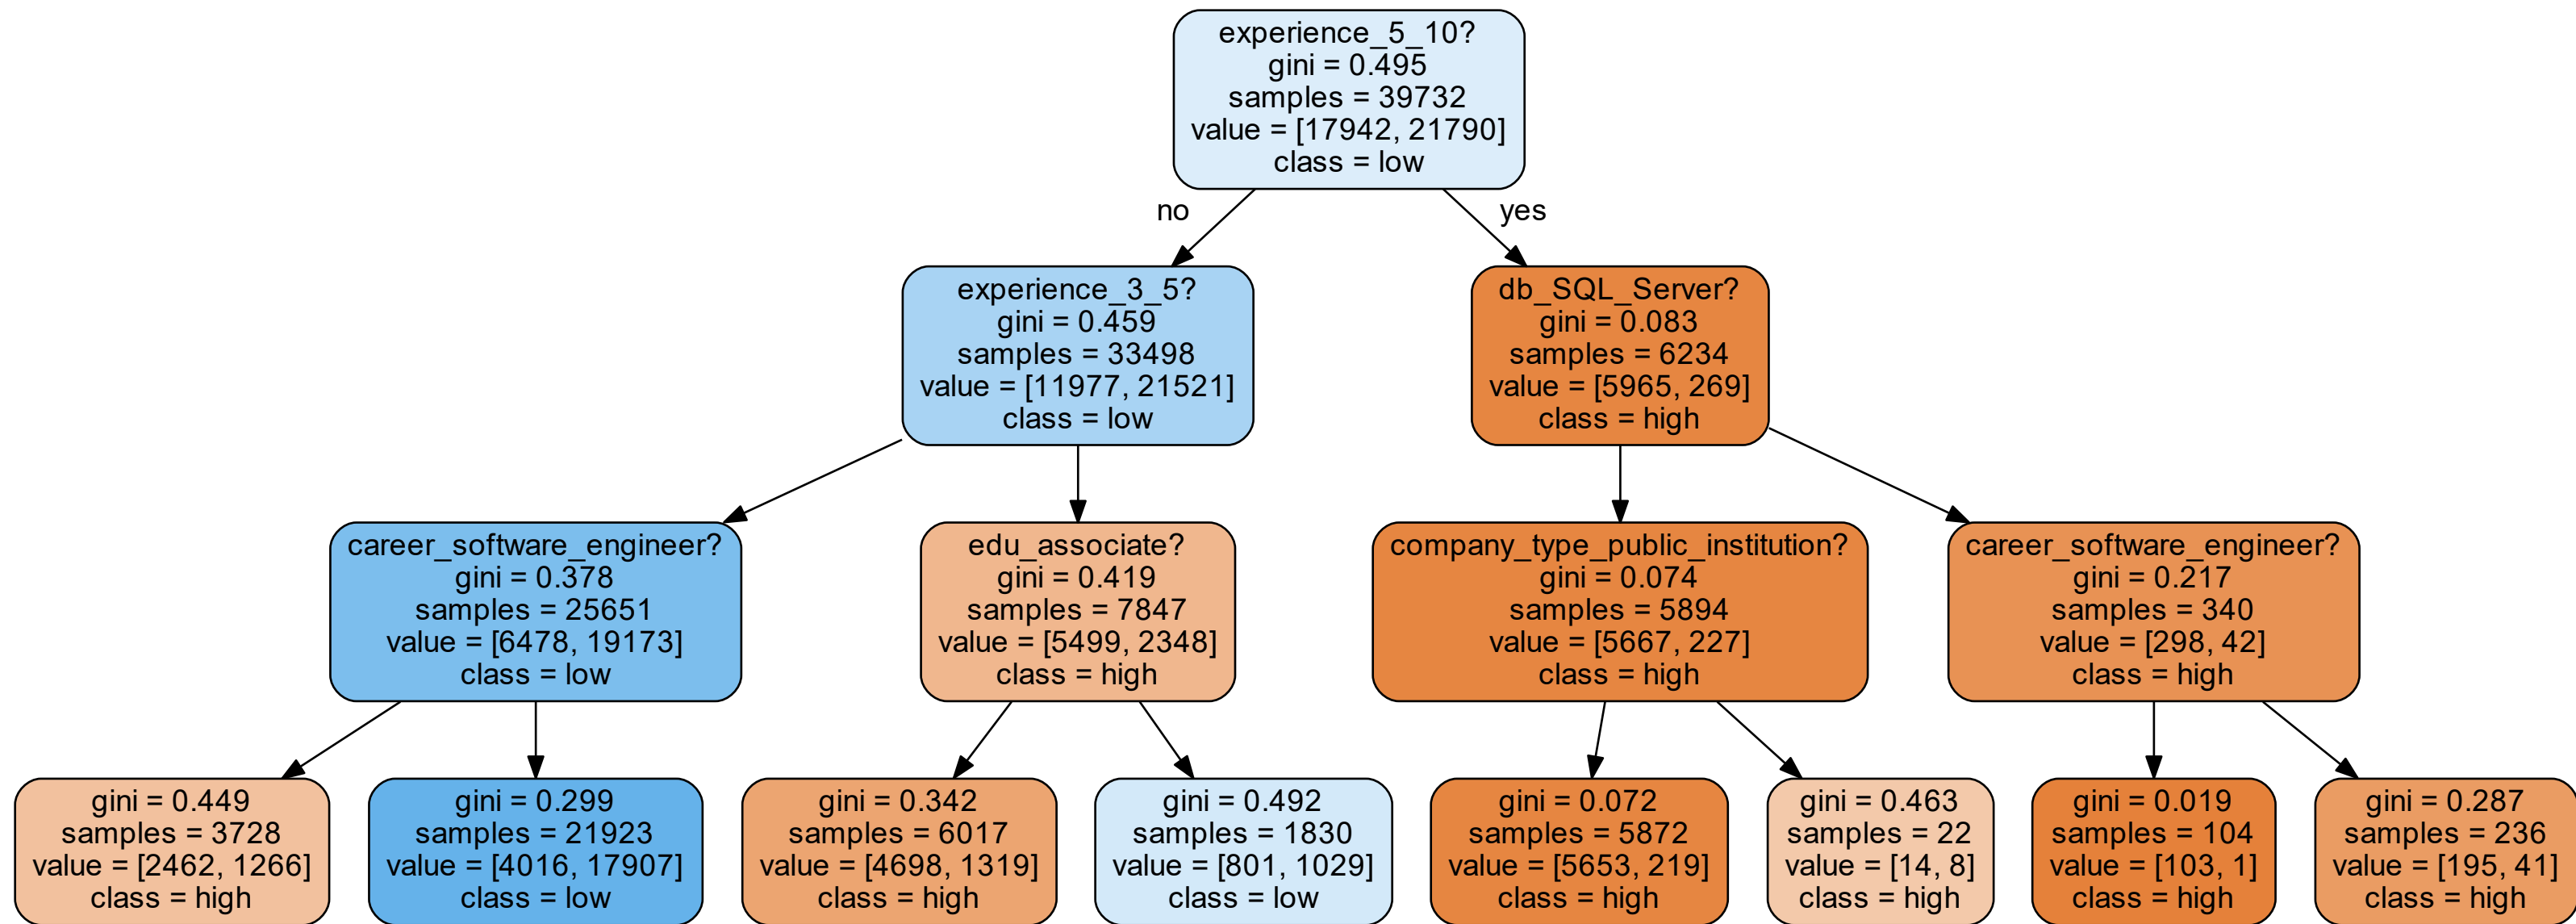 experience_5_10?
gini = 0.495
samples = 39732
value = [17942, 21790]
class = low
no
yes
experience_3_5?
gini = 0.459
samples = 33498
value = [11977, 21521]
class = low
db_SQL_Server?
gini = 0.083
samples = 6234
value = [5965, 269]
class = high
career_software_engineer?
gini = 0.378
samples = 25651
value = [6478, 19173]
class = low
edu_associate?
gini = 0.419
samples = 7847
value = [5499, 2348]
class = high
company_type_public_institution?
gini = 0.074
samples = 5894
value = [5667, 227]
class = high
career_software_engineer?
gini = 0.217
samples = 340
value = [298, 42]
class = high
gini = 0.449
samples = 3728
value = [2462, 1266]
class = high
gini = 0.299
samples = 21923
value = [4016, 17907]
class = low
gini = 0.342
samples = 6017
value = [4698, 1319]
class = high
gini = 0.492
samples = 1830
value = [801, 1029]
class = low
gini = 0.072
samples = 5872
value = [5653, 219]
class = high
gini = 0.463
samples = 22
value = [14, 8]
class = high
gini = 0.019
samples = 104
value = [103, 1]
class = high
gini = 0.287
samples = 236
value = [195, 41]
class = high